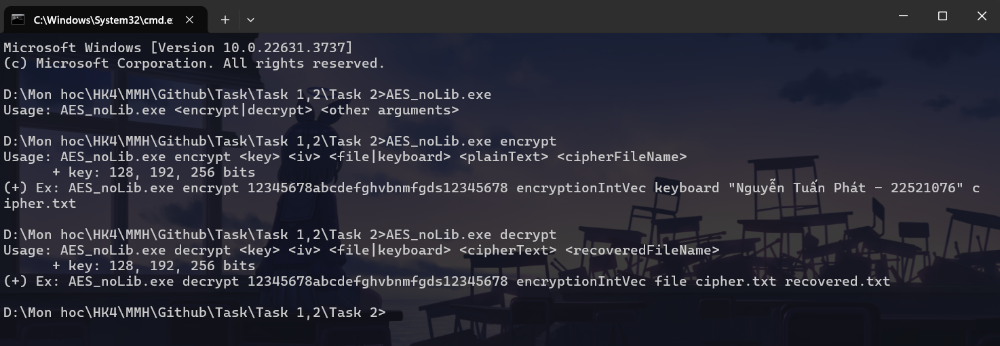 C:\Windows\System32\cmd.e
Microsoft Windows [Version 10.0.22631.3737]
(c) Microsoft Corporation. All rights reserved.
D:\Mon hoc\HK4\MMH\Github\Task\Task 1,2\Task 2>AES_noLib.exe
Usage: AES_noLib.exe <encrypt|decrypt> <other arguments>
D:\Mon hoc\HK4\MMH\Github\Task\Task 1,2\Task 2>AES_noLib.exe encrypt
Usage: AES_noLib.exe encrypt <key> <iv> <file|keyboard> <plainText> <cipherFileName>
+ key: 128, 192, 256 bits
(+) Ex: AES_noLib.exe encrypt 12345678abcdefghvbnmfgds12345678 encryptionIntVec keyboard "Nguyễn Tuấn Phát - 22521076" c
ipher.txt
D:\Mon hoc\HK4\MMH\Github\Task\Task 1,2\Task 2>AES_noLib.exe decrypt
Usage: AES_noLib.exe decrypt <key> <iv> <file|keyboard> <cipherText> <recoveredFileName>
+ key: 128, 192, 256 bits
(+) Ex: AES_noLib.exe decrypt 12345678abcdefghvbnmfgds12345678 encryptionIntVec file cipher.txt recovered.txt
D:\Mon hoc\HK4\MMH\Github\Task\Task 1,2\Task 2>